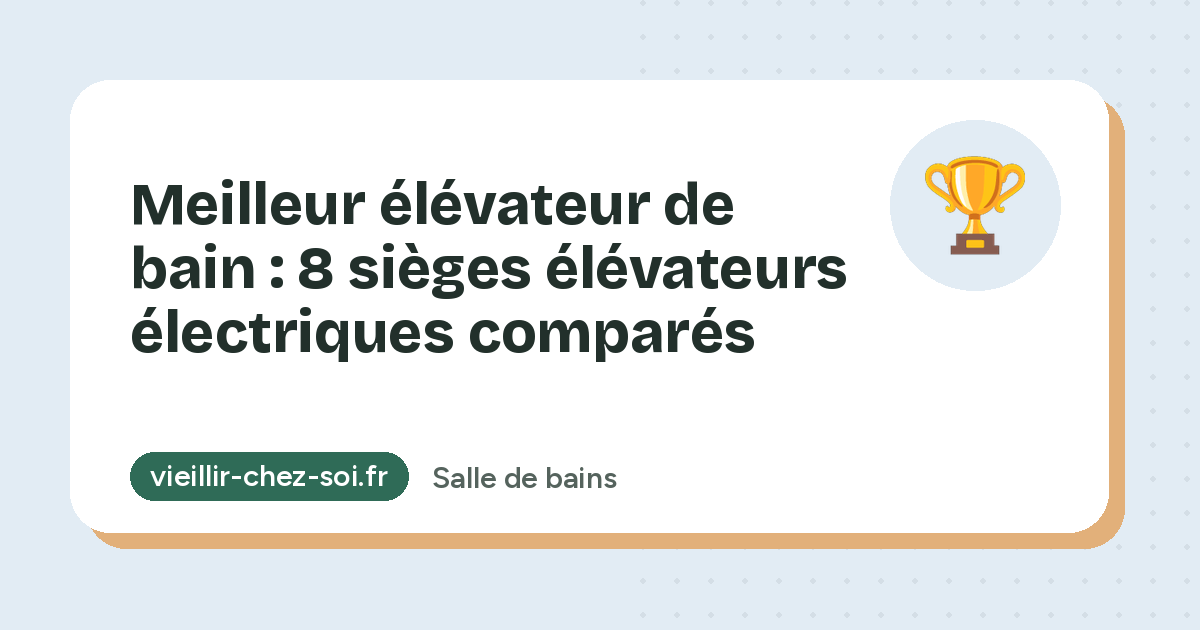 Meilleur élévateur de
bain : 8 sièges élévateurs
électriques comparés
vieillir-chez-soi.fr
Salle de bains